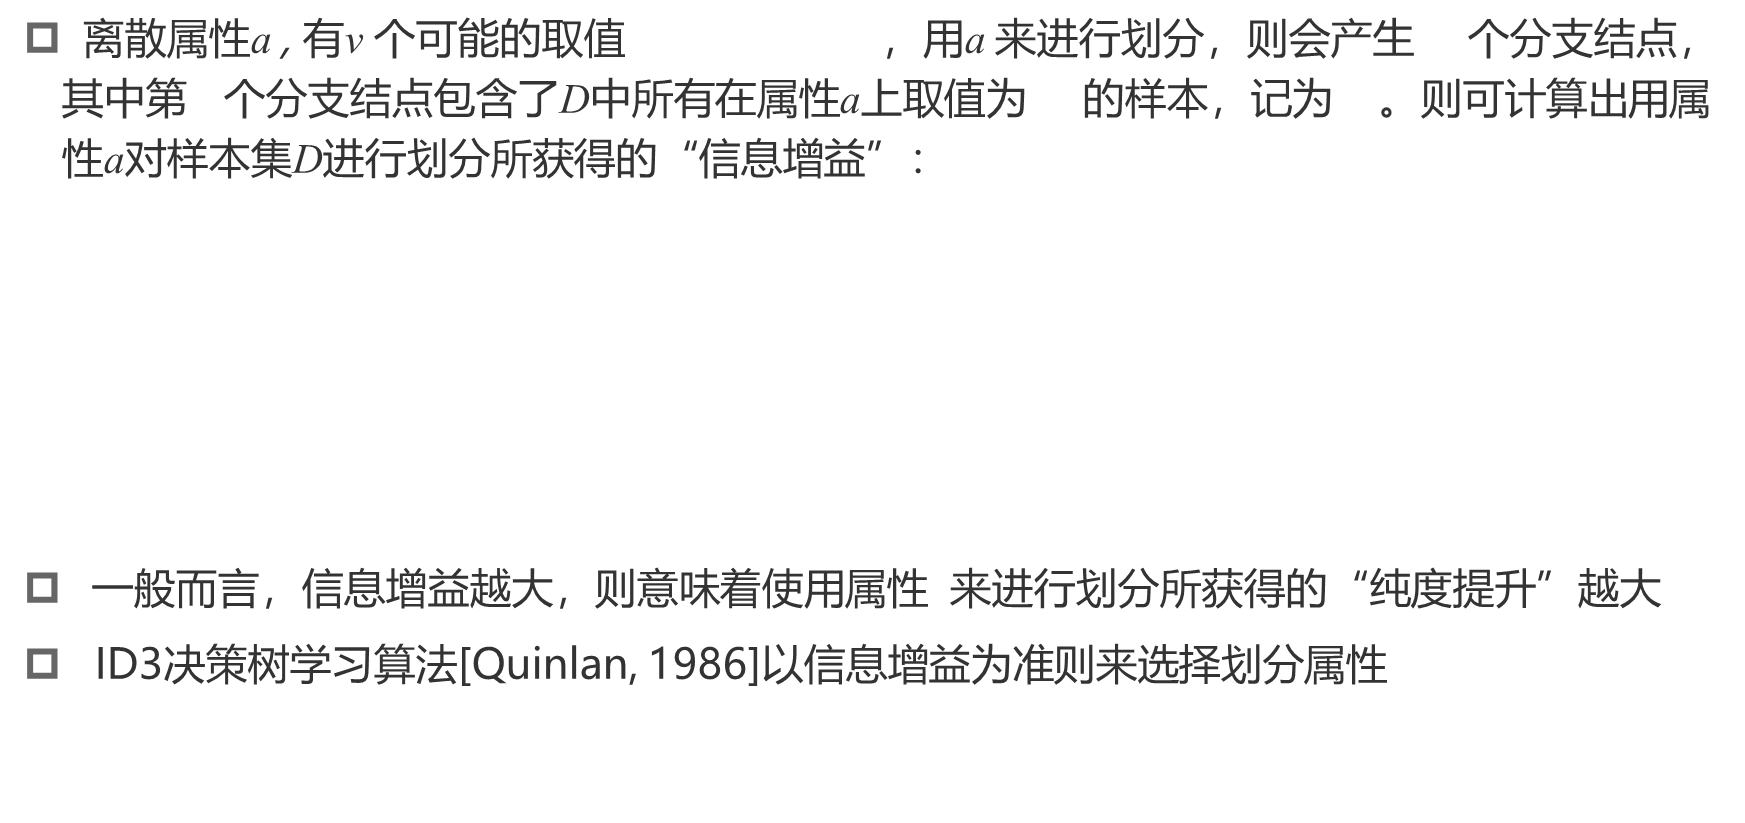 离散属性a , 有v 个可能的取值 ，用a 来进行划分，则会产生 个分支结点，
其中第 个分支结点包含了D中所有在属性a上取值为 的样本，记为 。则可计算出用属
性a对样本集D进行划分所获得的“信息增益”：
一般而言，信息增益越大，则意味着使用属性 来进行划分所获得的“纯度提升”越大
ID3决策树学习算法[Quinlan, 1986]以信息增益为准则来选择划分属性